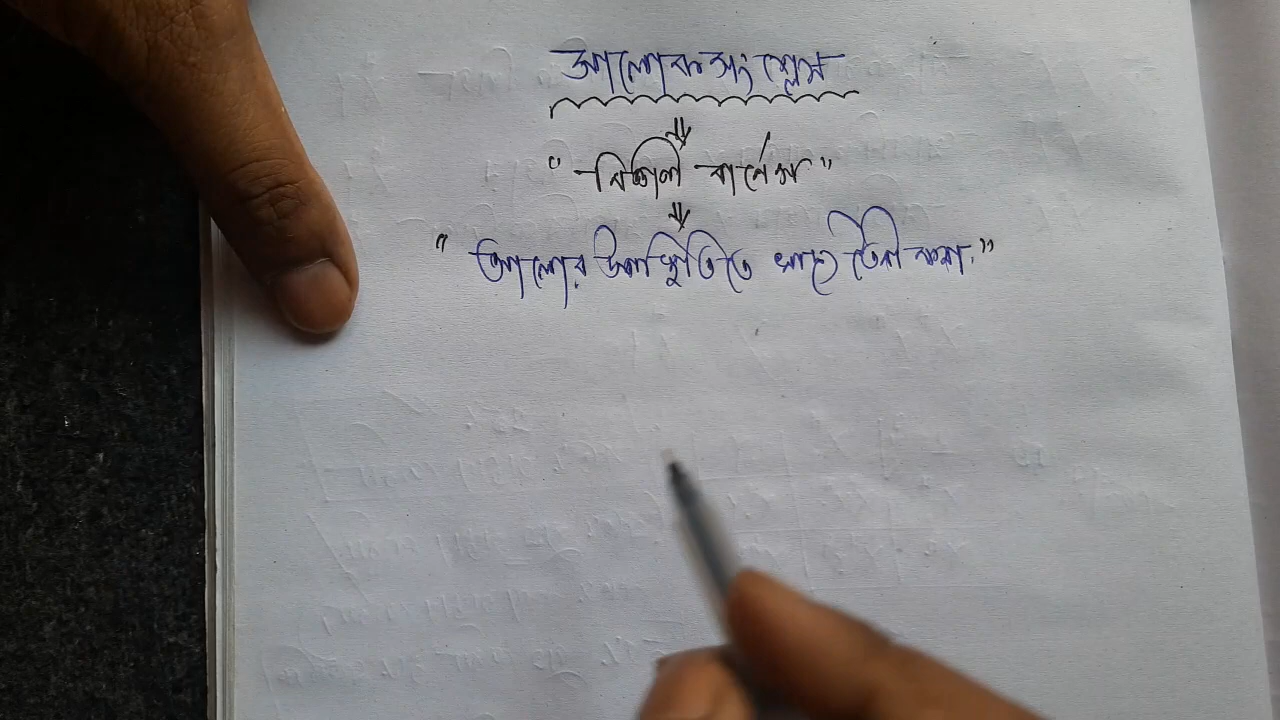 আলোকসংশ্লেষ
" বিজ্ঞানী বার্নেস "
" আলোর উপস্থিতিতে খাদ্য তৈরী করা."